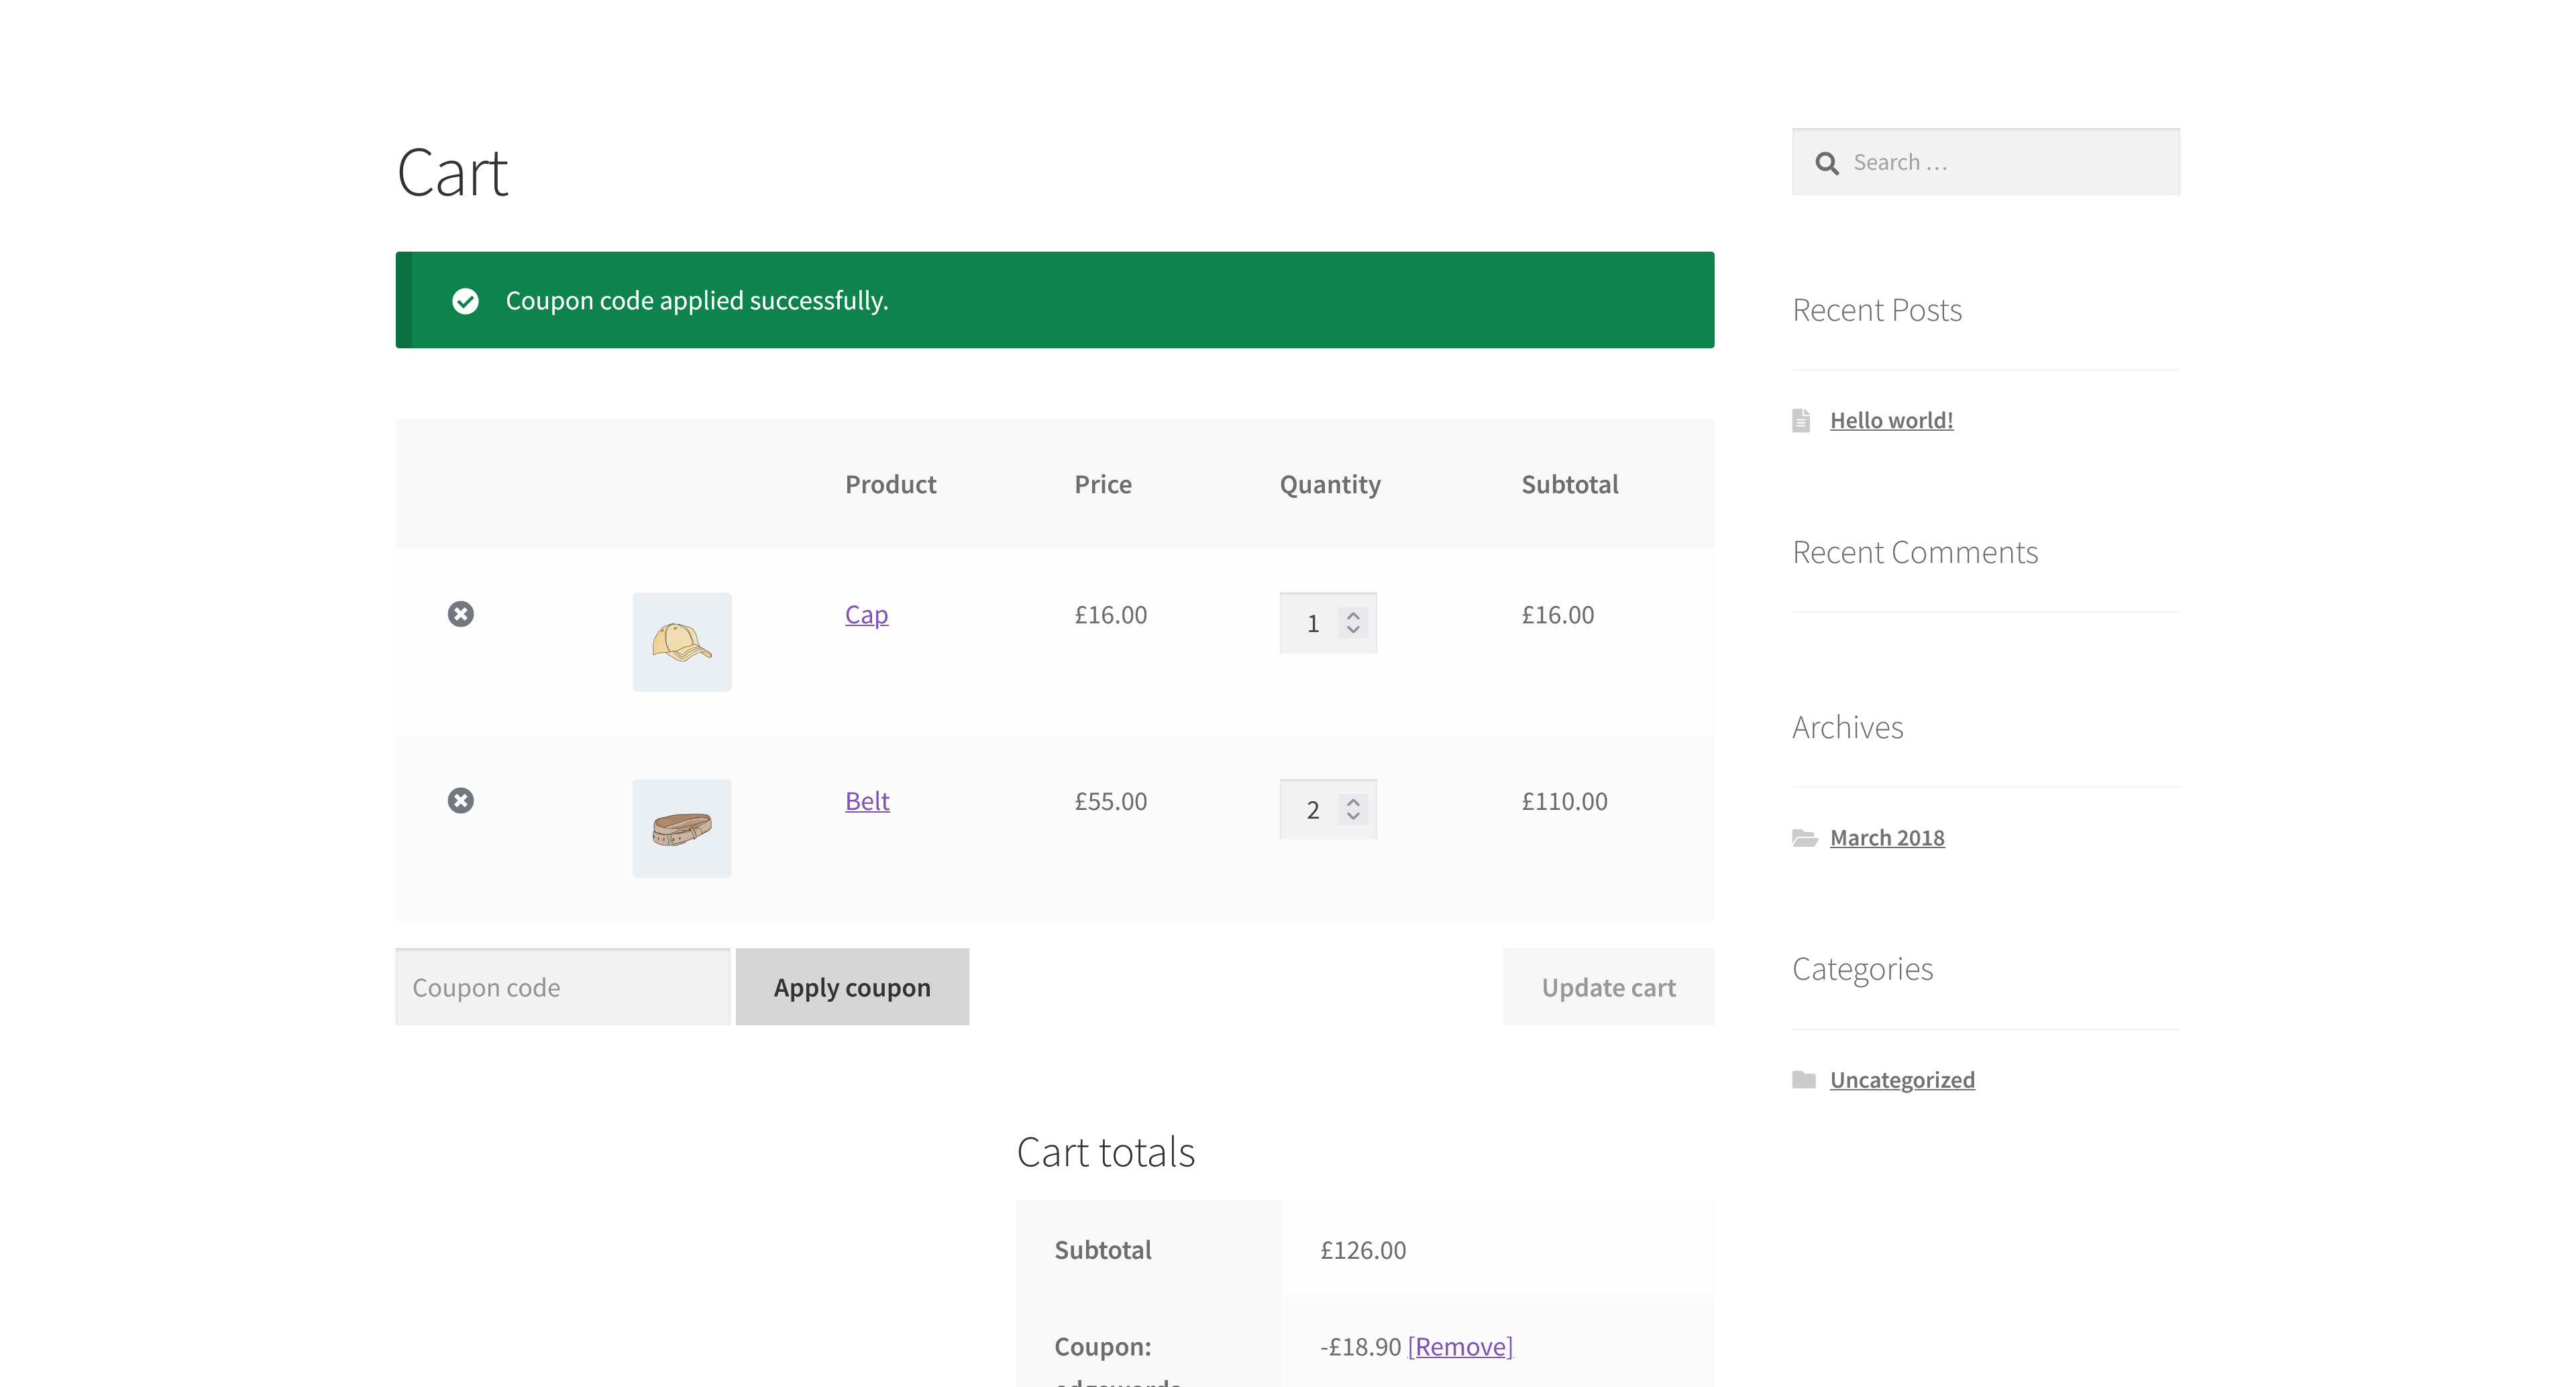 Cart
Search …
Coupon code applied successfully.
Recent Posts
Hello world!
Product Price Quantity Subtotal
Recent Comments
Cap £16.00 1 £16.00
Archives
Belt £55.00 2 £110.00
March 2018
Coupon code Apply coupon Update cart
Categories
Uncategorized
Cart totals
Subtotal £126.00
Coupon: -£18.90 [Remove]